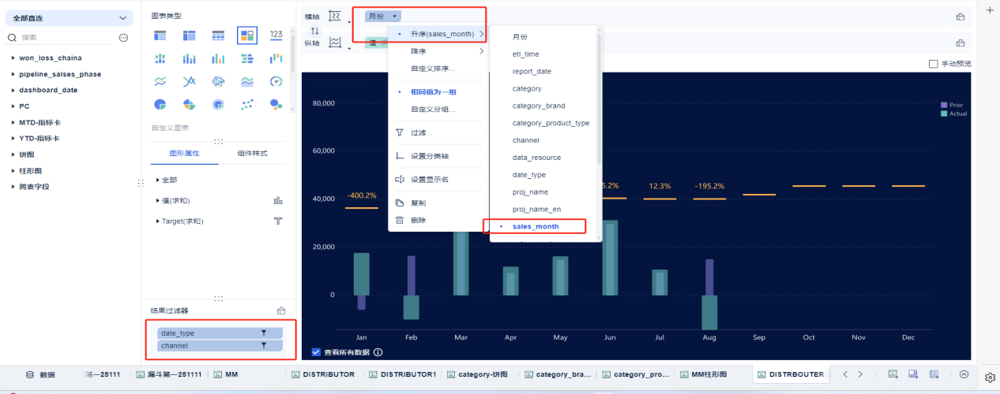 全部直连
搜索
won_loss_chaina
pipeline_salses_phase
dashboard_date
PC
MTD-指标卡
YTD-指标卡
饼图
柱形图
跨表字段
图表类型
123
自定义图表
图形属性
组件样式
全部
值(求和)
Target(求和)
结果过滤器
date_type
channel
横轴
月份
纵轴
手动预览
升序(sales_month)
降序
自定义排序...
相同值为一组
自定义分组...
过滤...
设置分类轴
设置显示名
复制
删除
月份
etl_time
report_date
category
category_brand
category_product_type
channel
data_resource
date_type
proj_name
proj_name_en
sales_month
Prior
Actual
80,000
60,000
40,000
20,000
0
-400.2%
5.2%
12.3%
-195.2%
Jan Feb Mar Apr May Jun Jul Aug Sep Oct Nov Dec
查看所有数据
数据
第一25111
漏斗第一251111
MM
DISTRIBUTOR
DISTRIBUTOR1
category-饼图
category_bra...
category_pro...
MM柱形图
DISTRBOUTER